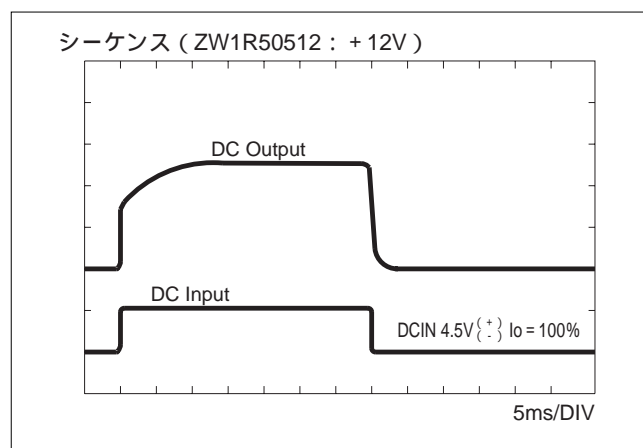 シーケンス（ZW1R50512：+12V）
DC Output
DC Input
DCIN 4.5V(+)(-) Io = 100%
5ms/DIV